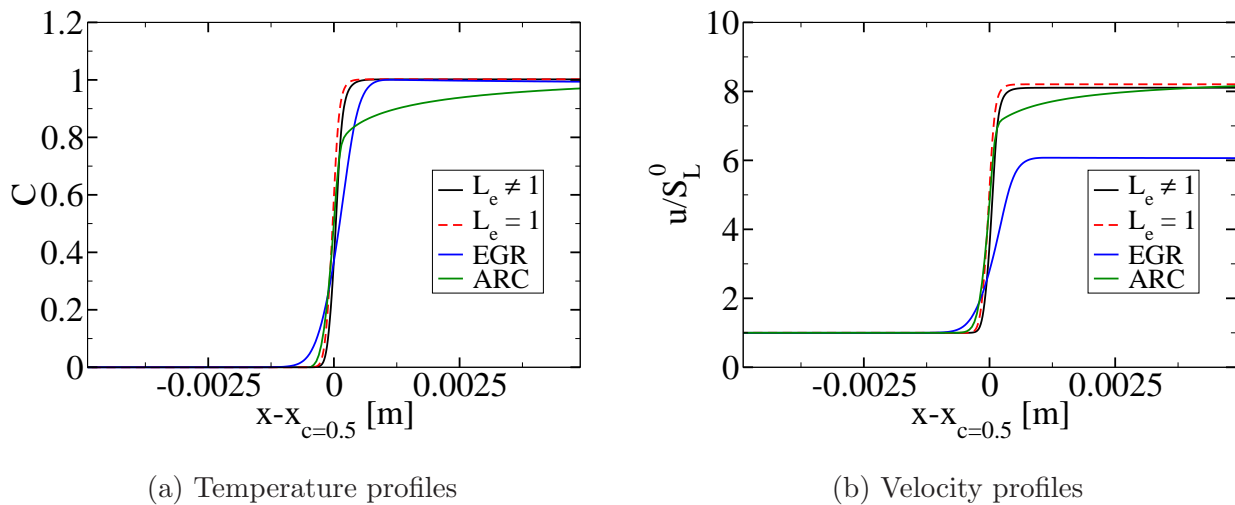 1.2
1
0.8
0.6
0.4
0.2
0
C
-0.0025 0 0.0025
x-x_{c=0.5} [m]
L_e ≠ 1
L_e = 1
EGR
ARC
(a) Temperature profiles
10
8
6
4
2
0
u/S_L^0
-0.0025 0 0.0025
x-x_{c=0.5} [m]
L_e ≠ 1
L_e = 1
EGR
ARC
(b) Velocity profiles